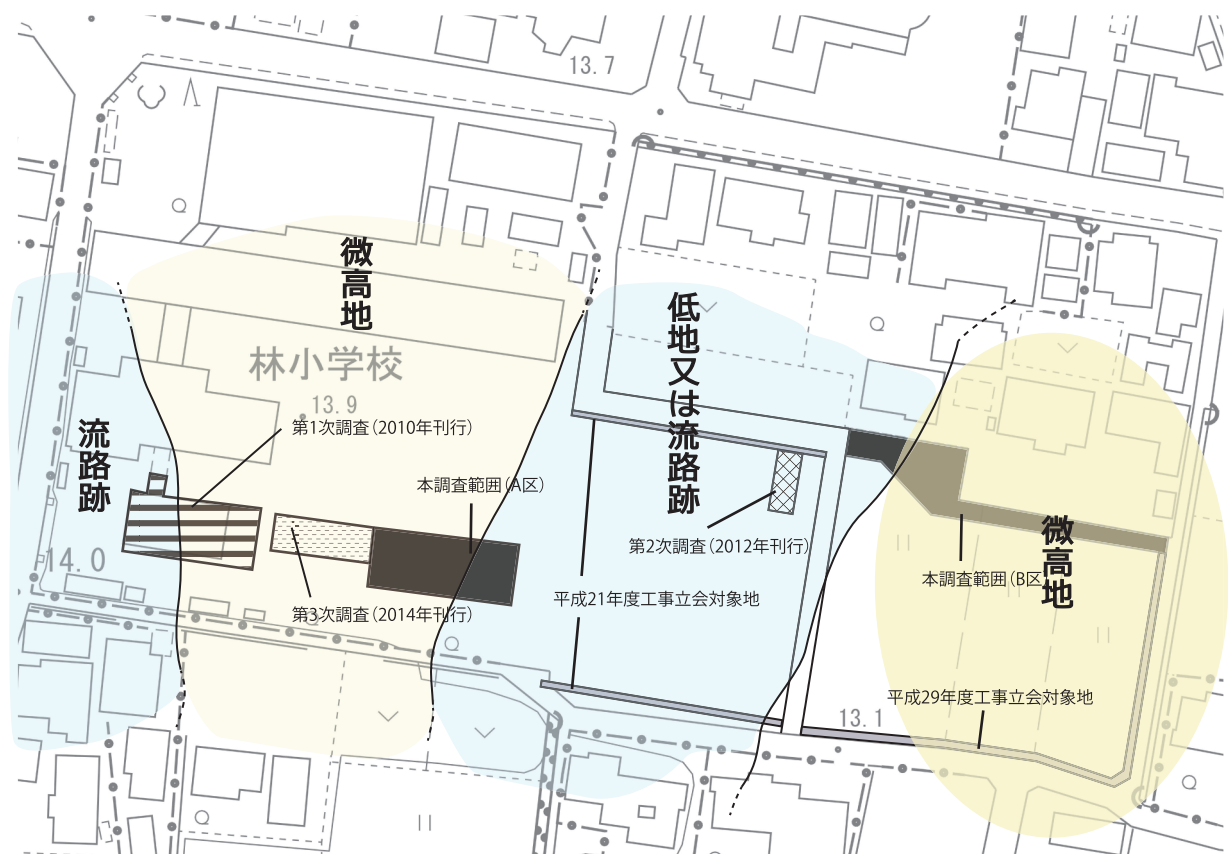 13.7
微高地
林小学校
13.9
第1次調査(2010年刊行)
流路跡
本調査範囲(A区)
14.0
第3次調査(2014年刊行)
低地又は流路跡
第2次調査(2012年刊行)
平成21年度工事立会対象地
微高地
本調査範囲(B区)
平成29年度工事立会対象地
13.1